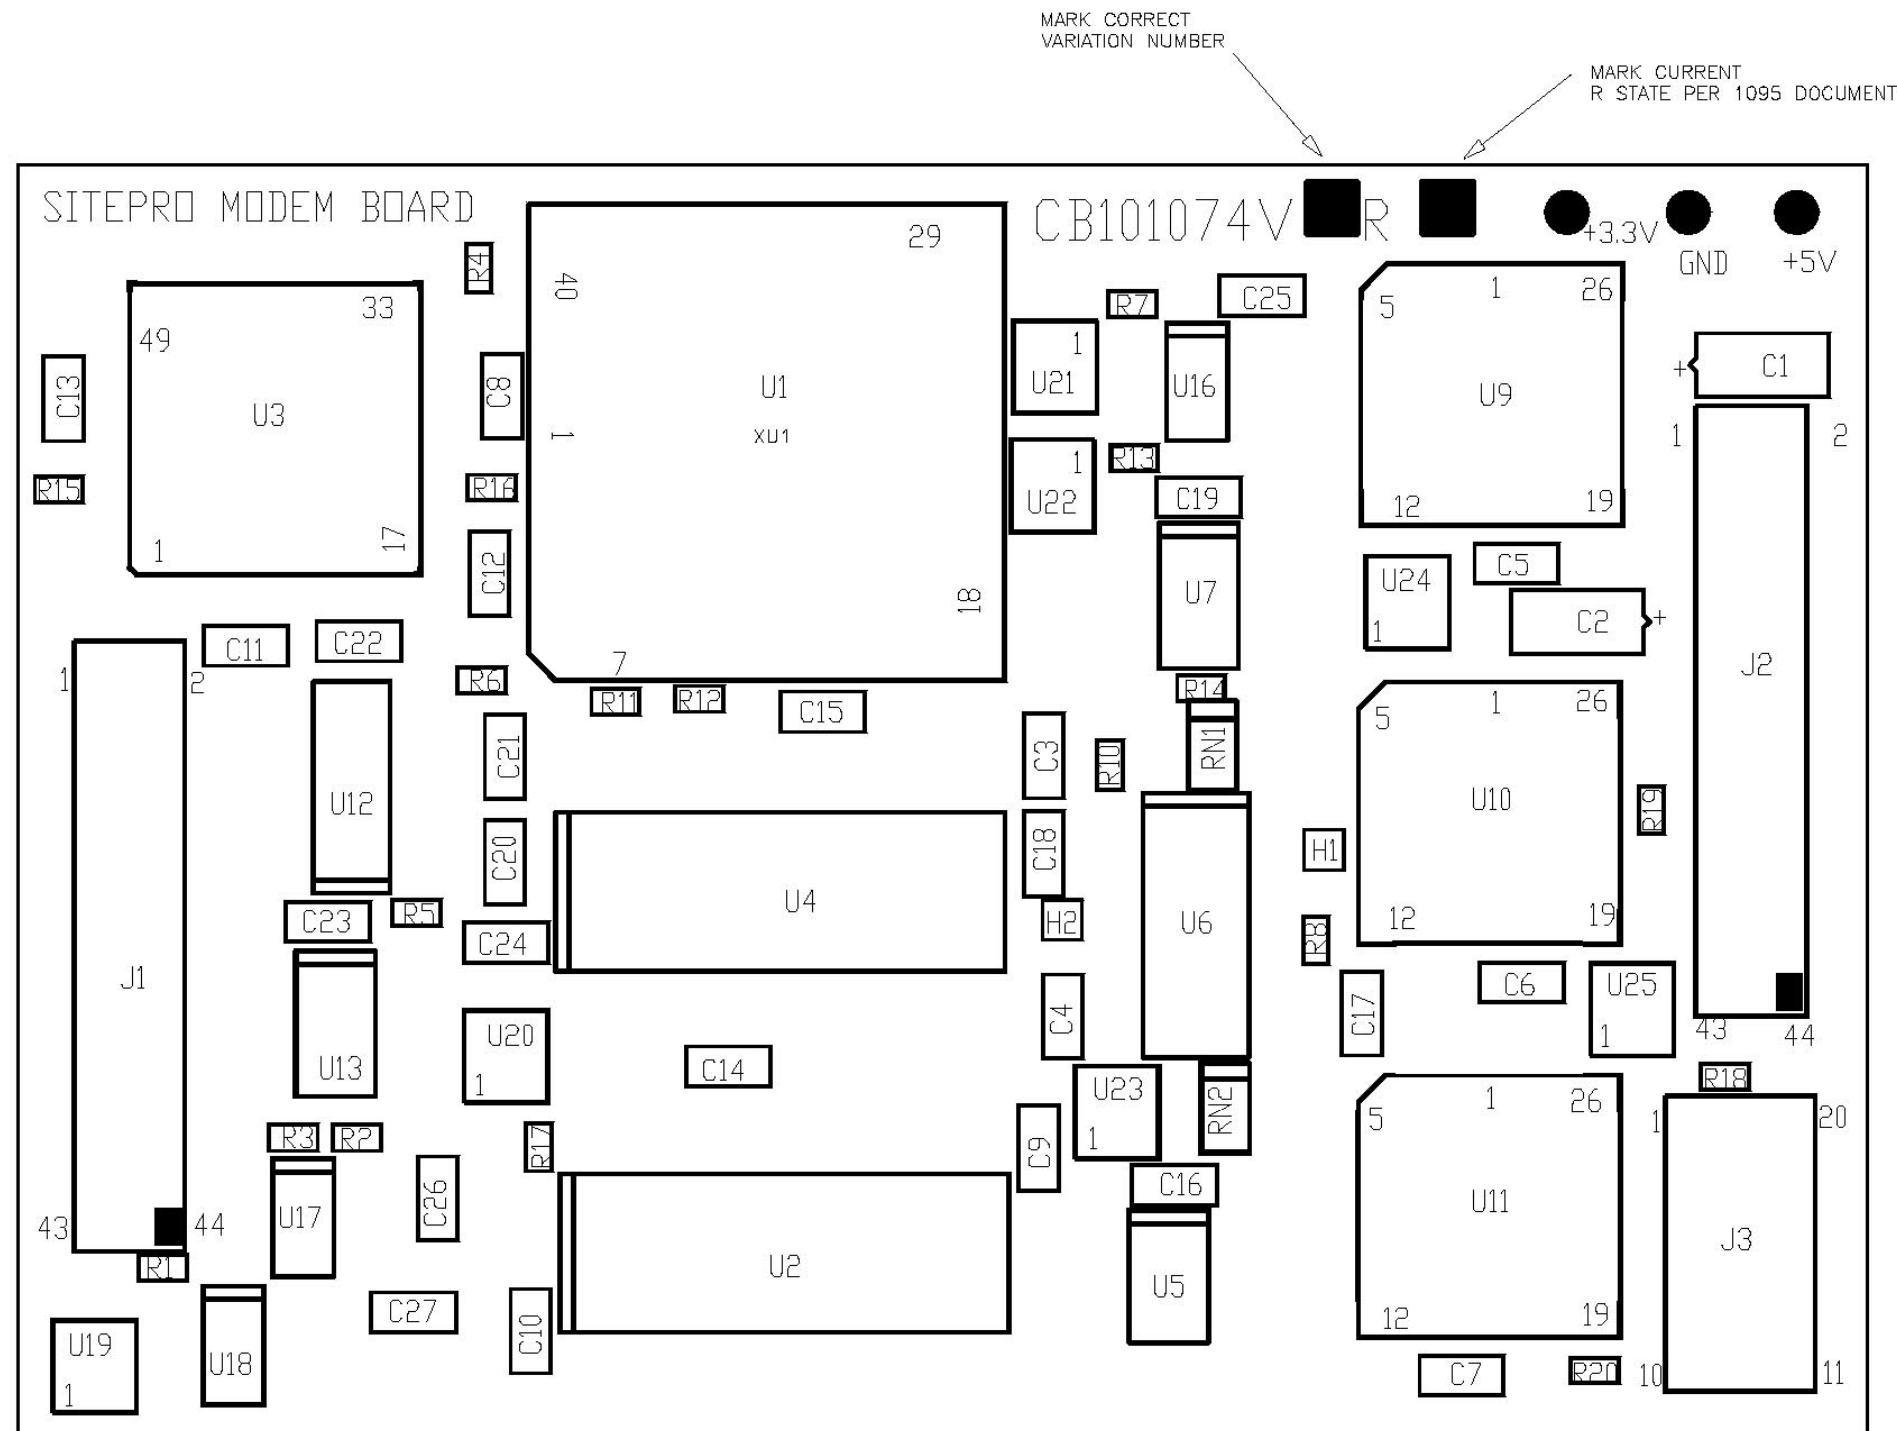 MARK CORRECT
VARIATION NUMBER
MARK CURRENT
R STATE PER 1095 DOCUMENT
SITEPRO MODEM BOARD
CB101074V R
+3.3V
GND
+5V
29
40
U1
XU1
1
18
7
R4
33
49
U3
1
17
C13
R15
C8
R16
C12
U21
1
U22
1
R7
C25
U16
R13
C19
U7
R14
RN1
5
1
26
U9
12
19
+
C1
1
2
J2
43
44
U24
1
C5
C2
+
C11
C22
1
2
J1
43
44
U12
R6
R11
R12
C15
C21
C20
C3
R10
C18
H2
U4
U6
5
1
26
U10
12
19
R19
H1
R8
C17
C6
U25
1
C23
R5
C24
U13
U20
1
C14
C4
U23
1
RN2
R18
R3
R2
R17
C9
C16
C26
U17
R1
U2
U5
5
1
26
U11
12
19
1
20
J3
10
11
U19
1
U18
C27
C10
C7
R20